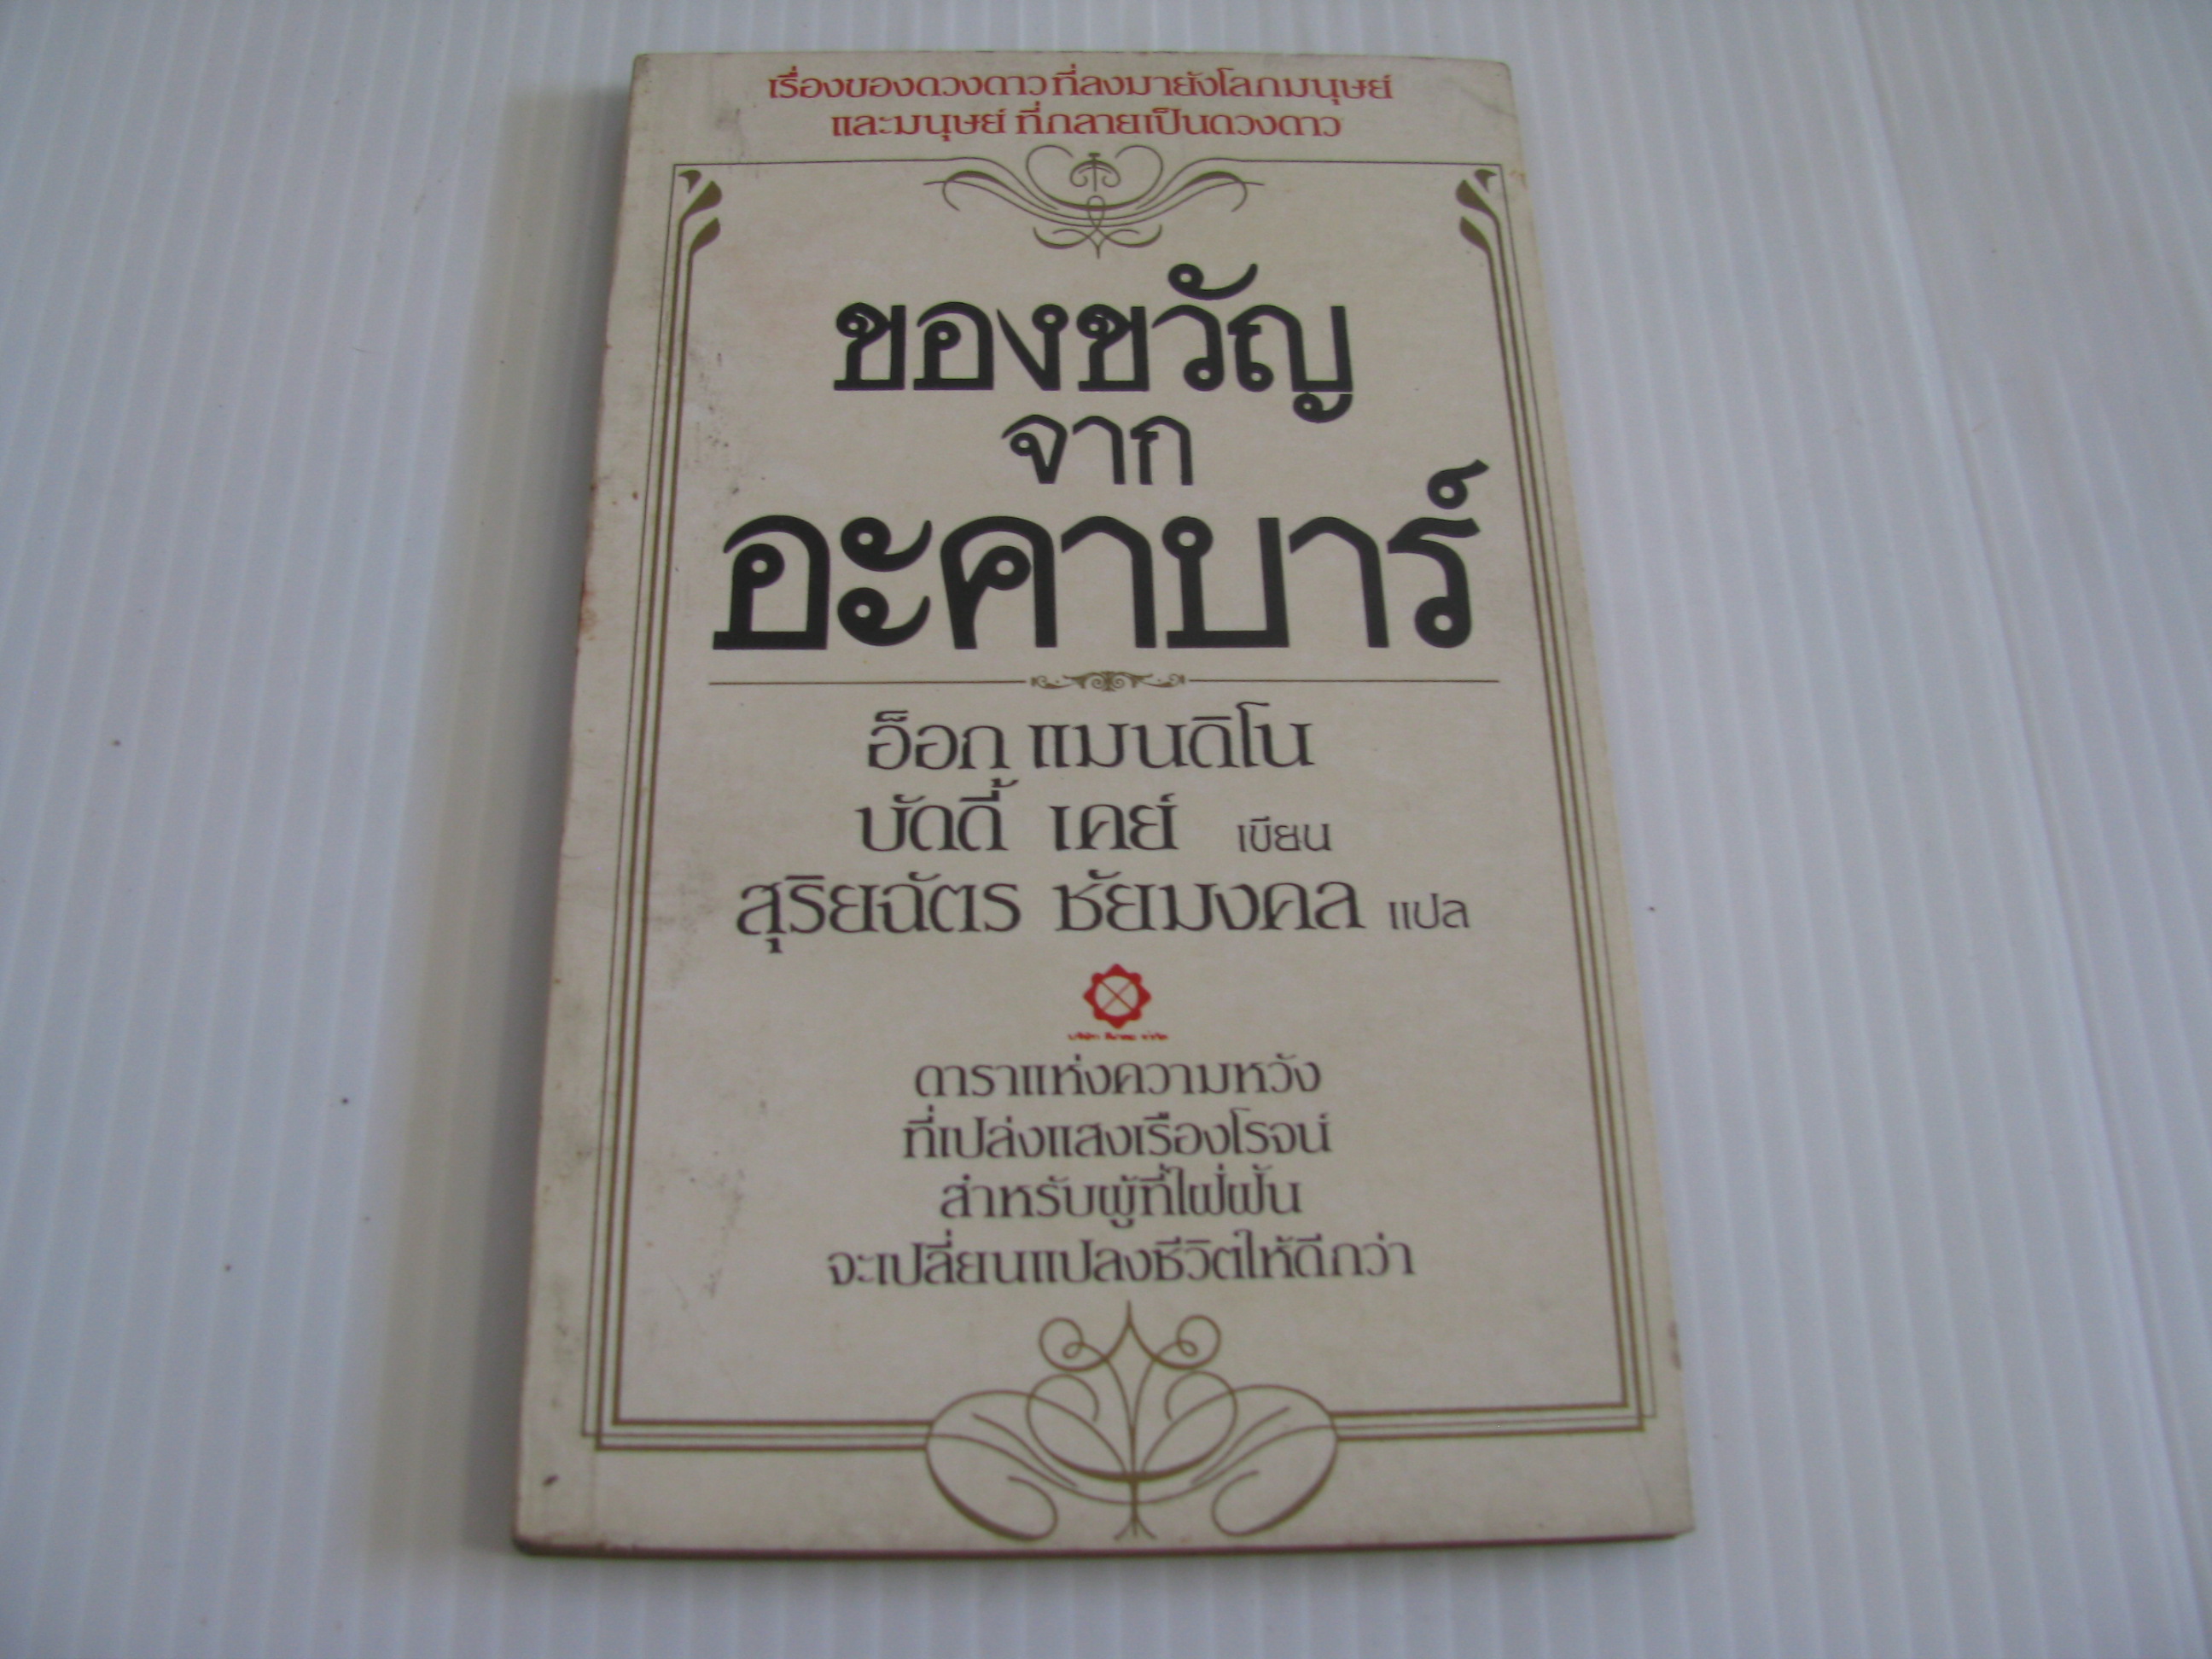 เรื่องของดวงดาวที่ลงมายังโลกมนุษย์
และมนุษย์ ที่กลายเป็นดวงดาว
ของขวัญ
จาก
อะคาบาร์
อ็อก แมนดิโน
บัดดี้ เคย์ เขียน
สุริยฉัตร ชัยมงคล แปล
ดาราแห่งความหวัง
ที่เปล่งแสงเรืองโรจน์
สำหรับผู้ที่ใฝ่ฝัน
จะเปลี่ยนแปลงชีวิตให้ดีกว่า